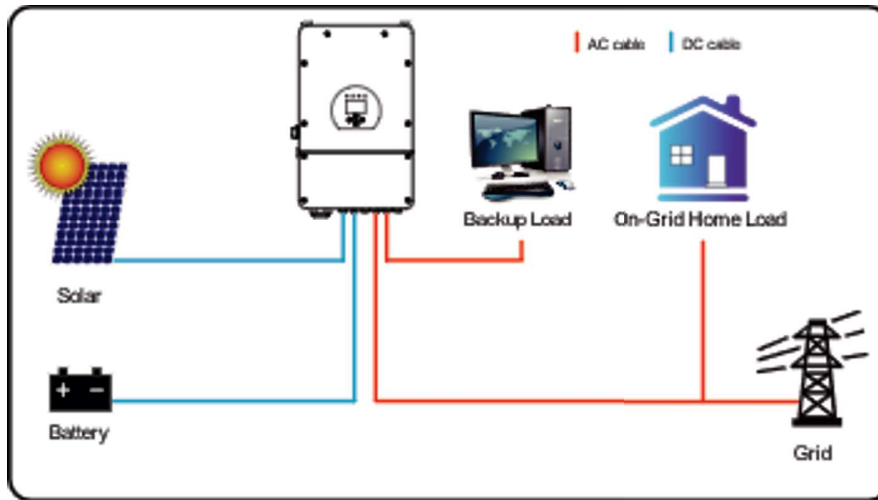 AC cable
DC cable
Backup Load
On-Grid Home Load
Solar
Battery
Grid